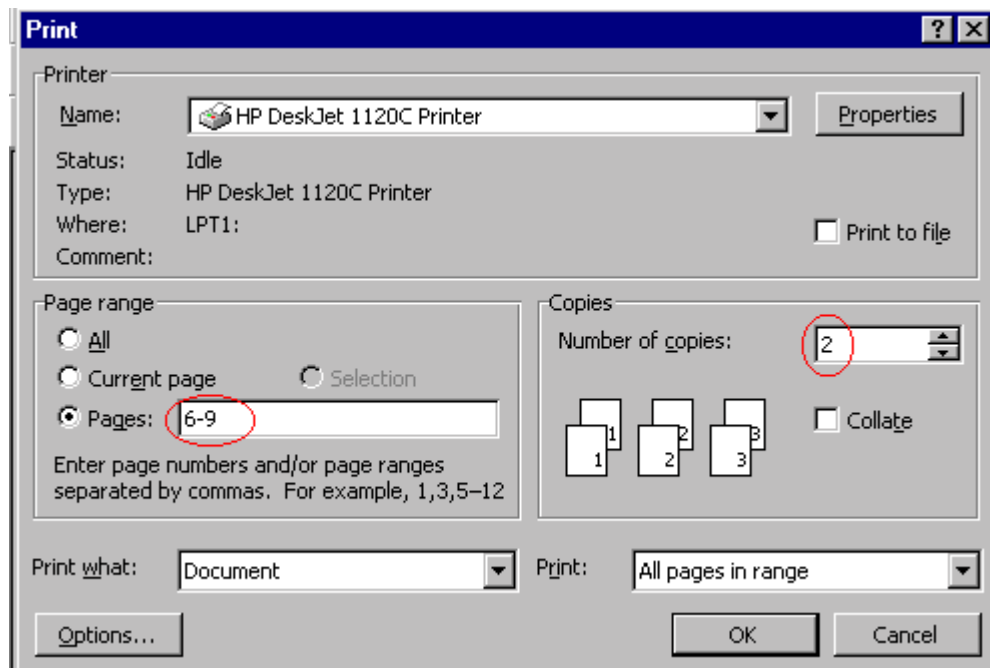 Print
Printer
Name: HP DeskJet 1120C Printer Properties
Status: Idle
Type: HP DeskJet 1120C Printer
Where: LPT1: Print to file
Comment:
Page range
All
Current page Selection
Pages: 6-9
Enter page numbers and/or page ranges
separated by commas. For example, 1,3,5–12
Copies
Number of copies: 2
1 1 2 2 3 3
Collate
Print what: Document Print: All pages in range
Options... OK Cancel